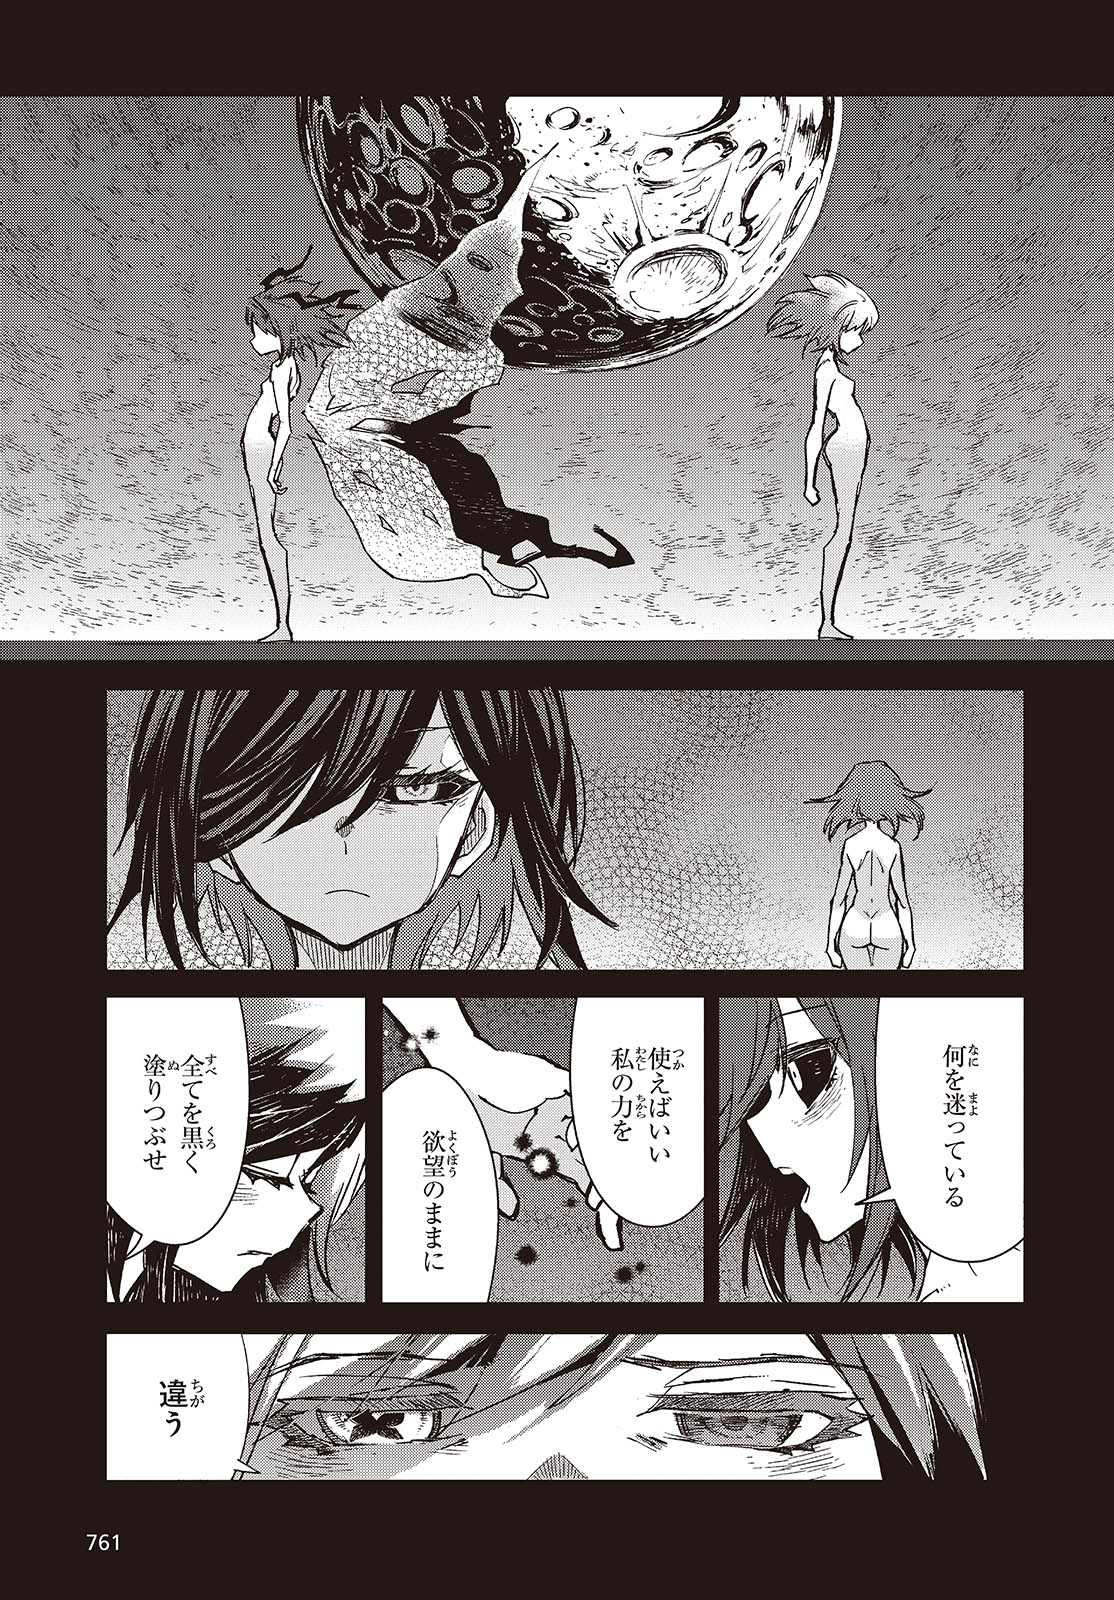 何を迷っている
使えばいい
私の力を
欲望のままに
全てを黒く
塗りつぶせ
違う
761